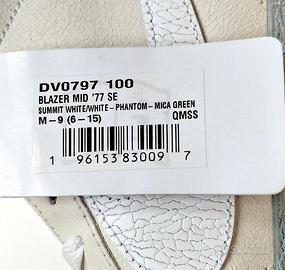 DV0797 100
BLAZER MID '77 SE
SUMMIT WHITE/WHITE-PHANTOM-MICA GREEN
M-9 (6-15) QMSS
1 96153 83009 7